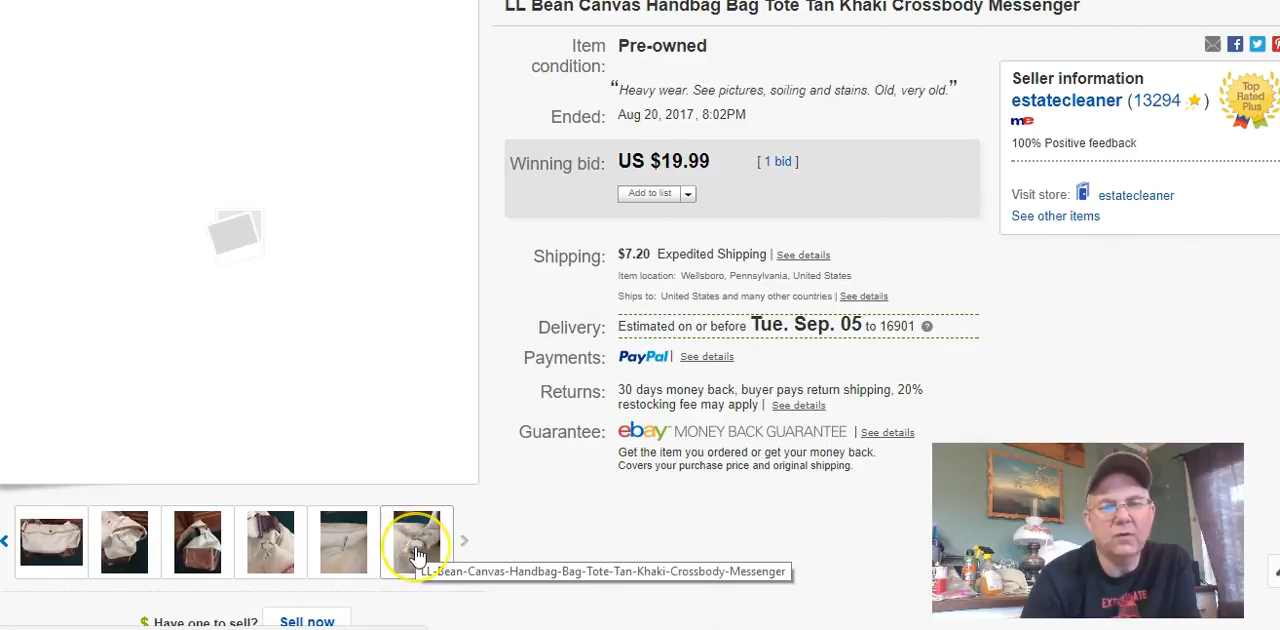 LL Bean Canvas Handbag Bag Tote Tan Khaki Crossbody Messenger
Item condition: Pre-owned
“Heavy wear. See pictures, soiling and stains. Old, very old.”
Ended: Aug 20, 2017 , 8:02PM
Winning bid: US $19.99 [ 1 bid ]
Add to list
Shipping: $7.20 Expedited Shipping | See details
Item location: Wellsboro, Pennsylvania, United States
Ships to: United States and many other countries | See details
Delivery: Estimated on or before Tue. Sep. 05 to 16901 ?
Payments: PayPal | See details
Returns: 30 days money back, buyer pays return shipping, 20%
restocking fee may apply | See details
Guarantee: ebay MONEY BACK GUARANTEE | See details
Get the item you ordered or get your money back.
Covers your purchase price and original shipping.
Seller information
estatecleaner (13294 )
me
100% Positive feedback
Visit store: estatecleaner
See other items
Top
Rated
Plus
LL-Bean-Canvas-Handbag-Bag-Tote-Tan-Khaki-Crossbody-Messenger
$ Have one to sell? Sell now
EXTERMINATE